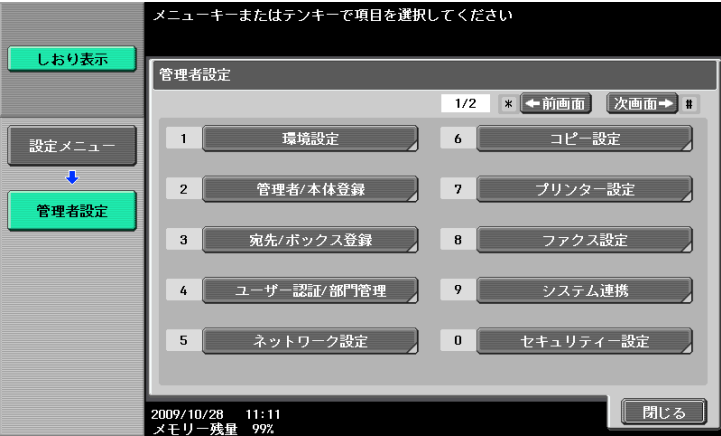 メニューキーまたはテンキーで項目を選択してください
しおり表示
設定メニュー
管理者設定
管理者設定
1/2 * ←前画面 次画面→ #
1 環境設定
2 管理者/本体登録
3 宛先/ボックス登録
4 ユーザー認証/部門管理
5 ネットワーク設定
6 コピー設定
7 プリンター設定
8 ファクス設定
9 システム連携
0 セキュリティー設定
2009/10/28 11:11
メモリー残量 99%
閉じる